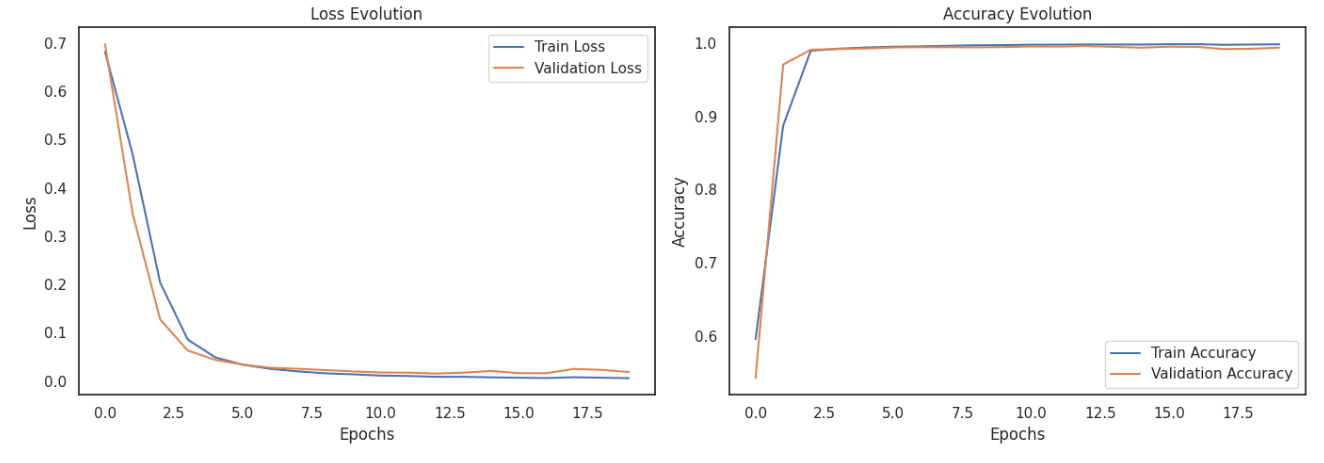 Loss Evolution
0.7
0.6
0.5
0.4
0.3
0.2
0.1
0.0
Loss
Train Loss
Validation Loss
0.0 2.5 5.0 7.5 10.0 12.5 15.0 17.5
Epochs
Accuracy Evolution
1.0
0.9
0.8
0.7
0.6
Accuracy
Train Accuracy
Validation Accuracy
0.0 2.5 5.0 7.5 10.0 12.5 15.0 17.5
Epochs